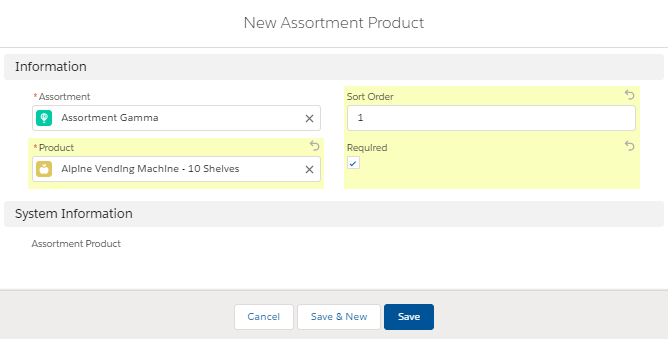 New Assortment Product
Information
* Assortment
Assortment Gamma
* Product
Alpine Vending Machine - 10 Shelves
Sort Order
1
Required
System Information
Assortment Product
Cancel
Save & New
Save